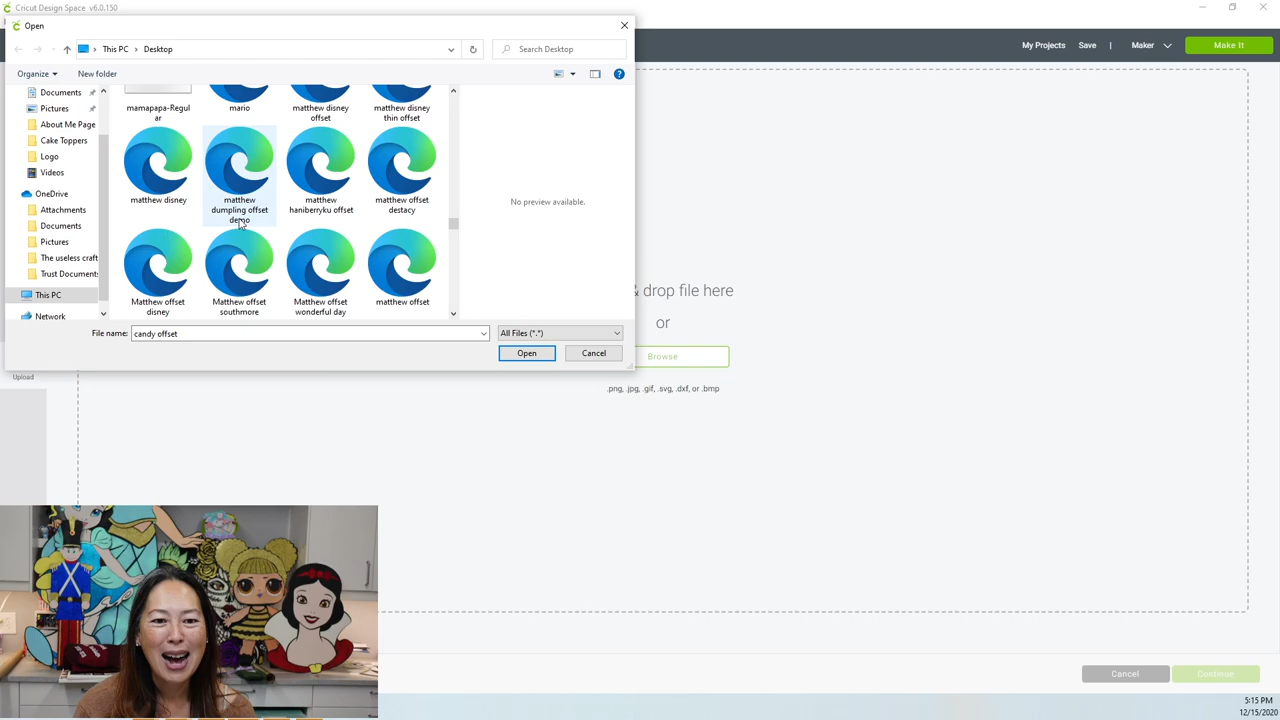 Cricut Design Space v6.0.150
Open
My Projects Save | Maker Make It
This PC Desktop
Search Desktop
Organize New folder
Documents
Pictures
About Me Page
Cake Toppers
Logo
Videos
OneDrive
Attachments
Documents
Pictures
The useless craft
Trust Documents
This PC
Network
mamapapa-Regul
ar
mario
matthew disney
offset
matthew disney
thin offset
matthew disney
matthew
dumpling offset
demo
matthew
haniberryku offset
matthew offset
destacy
Matthew offset
disney
Matthew offset
southmore
Matthew offset
wonderful day
matthew offset
No preview available.
File name: candy offset
All Files (*.*)
Open Cancel
& drop file here
or
Browse
.png, .jpg, .gif, .svg, .dxf, or .bmp
Upload
Cancel Continue
5:15 PM
12/15/2020